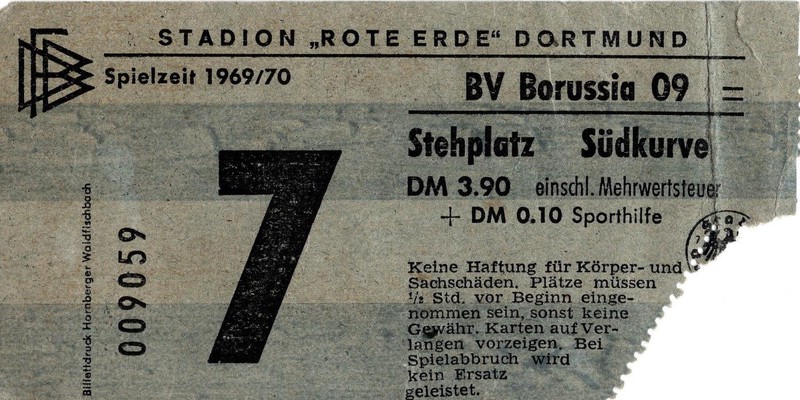 STADION „ROTE ERDE“ DORTMUND
Spielzeit 1969/70
BV Borussia 09
Stehplatz Südkurve
DM 3.90 einschl. Mehrwertsteuer
+ DM 0.10 Sporthilfe
7
009059
Billettdruck Hornberger Waldfischbach
Keine Haftung für Körper- und
Sachschäden. Plätze müssen
½ Std. vor Beginn einge-
nommen sein, sonst keine
Gewähr. Karten auf Ver-
langen vorzeigen. Bei
Spielabbruch wird
kein Ersatz
geleistet.